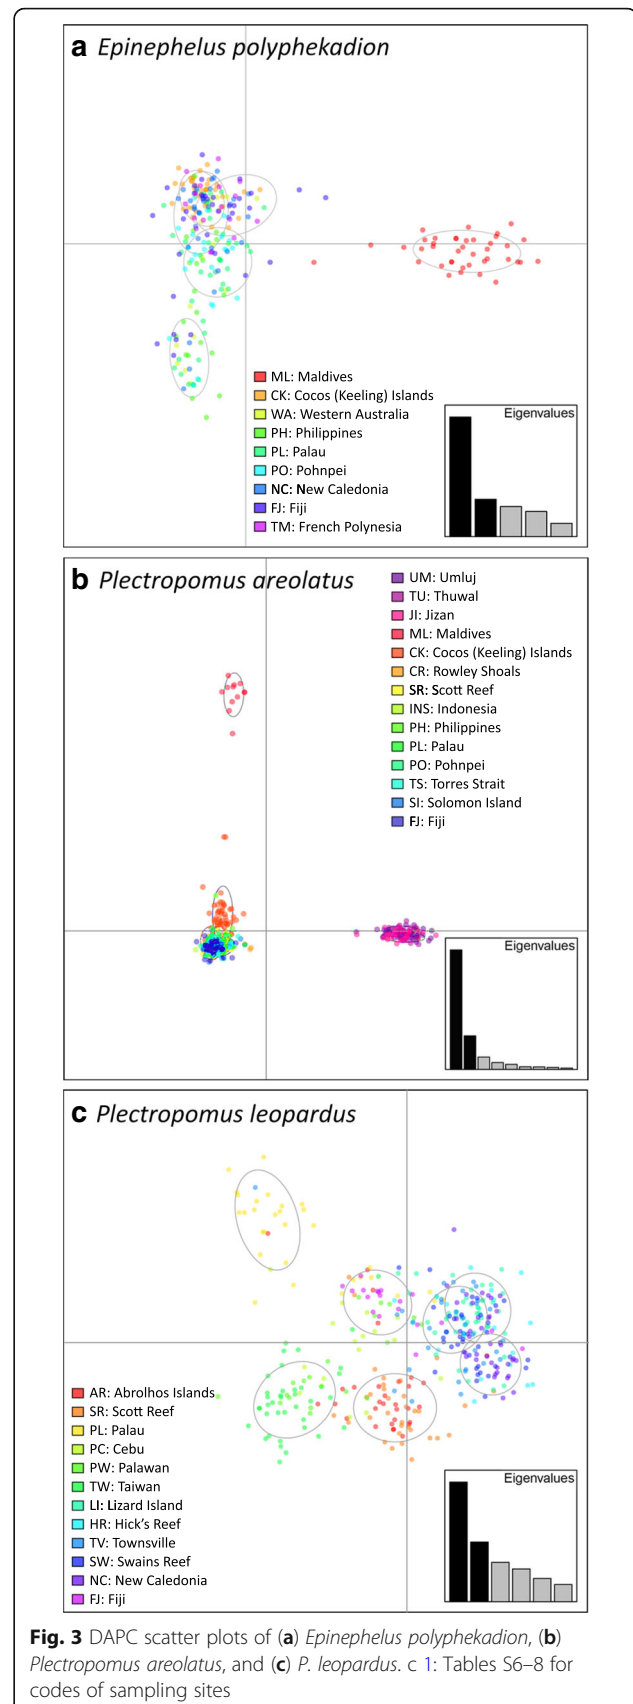 a Epinephelus polyphekadion
ML: Maldives
CK: Cocos (Keeling) Islands
WA: Western Australia
PH: Philippines
PL: Palau
PO: Pohnpei
NC: New Caledonia
FJ: Fiji
TM: French Polynesia
Eigenvalues
b Plectropomus areolatus
UM: Umluj
TU: Thuwal
JI: Jizan
ML: Maldives
CK: Cocos (Keeling) Islands
CR: Rowley Shoals
SR: Scott Reef
INS: Indonesia
PH: Philippines
PL: Palau
PO: Pohnpei
TS: Torres Strait
SI: Solomon Island
FJ: Fiji
Eigenvalues
c Plectropomus leopardus
AR: Abrolhos Islands
SR: Scott Reef
PL: Palau
PC: Cebu
PW: Palawan
TW: Taiwan
LI: Lizard Island
HR: Hick's Reef
TV: Townsville
SW: Swains Reef
NC: New Caledonia
FJ: Fiji
Eigenvalues
Fig. 3 DAPC scatter plots of (a) Epinephelus polyphekadion, (b)
Plectropomus areolatus, and (c) P. leopardus. c 1: Tables S6–8 for
codes of sampling sites